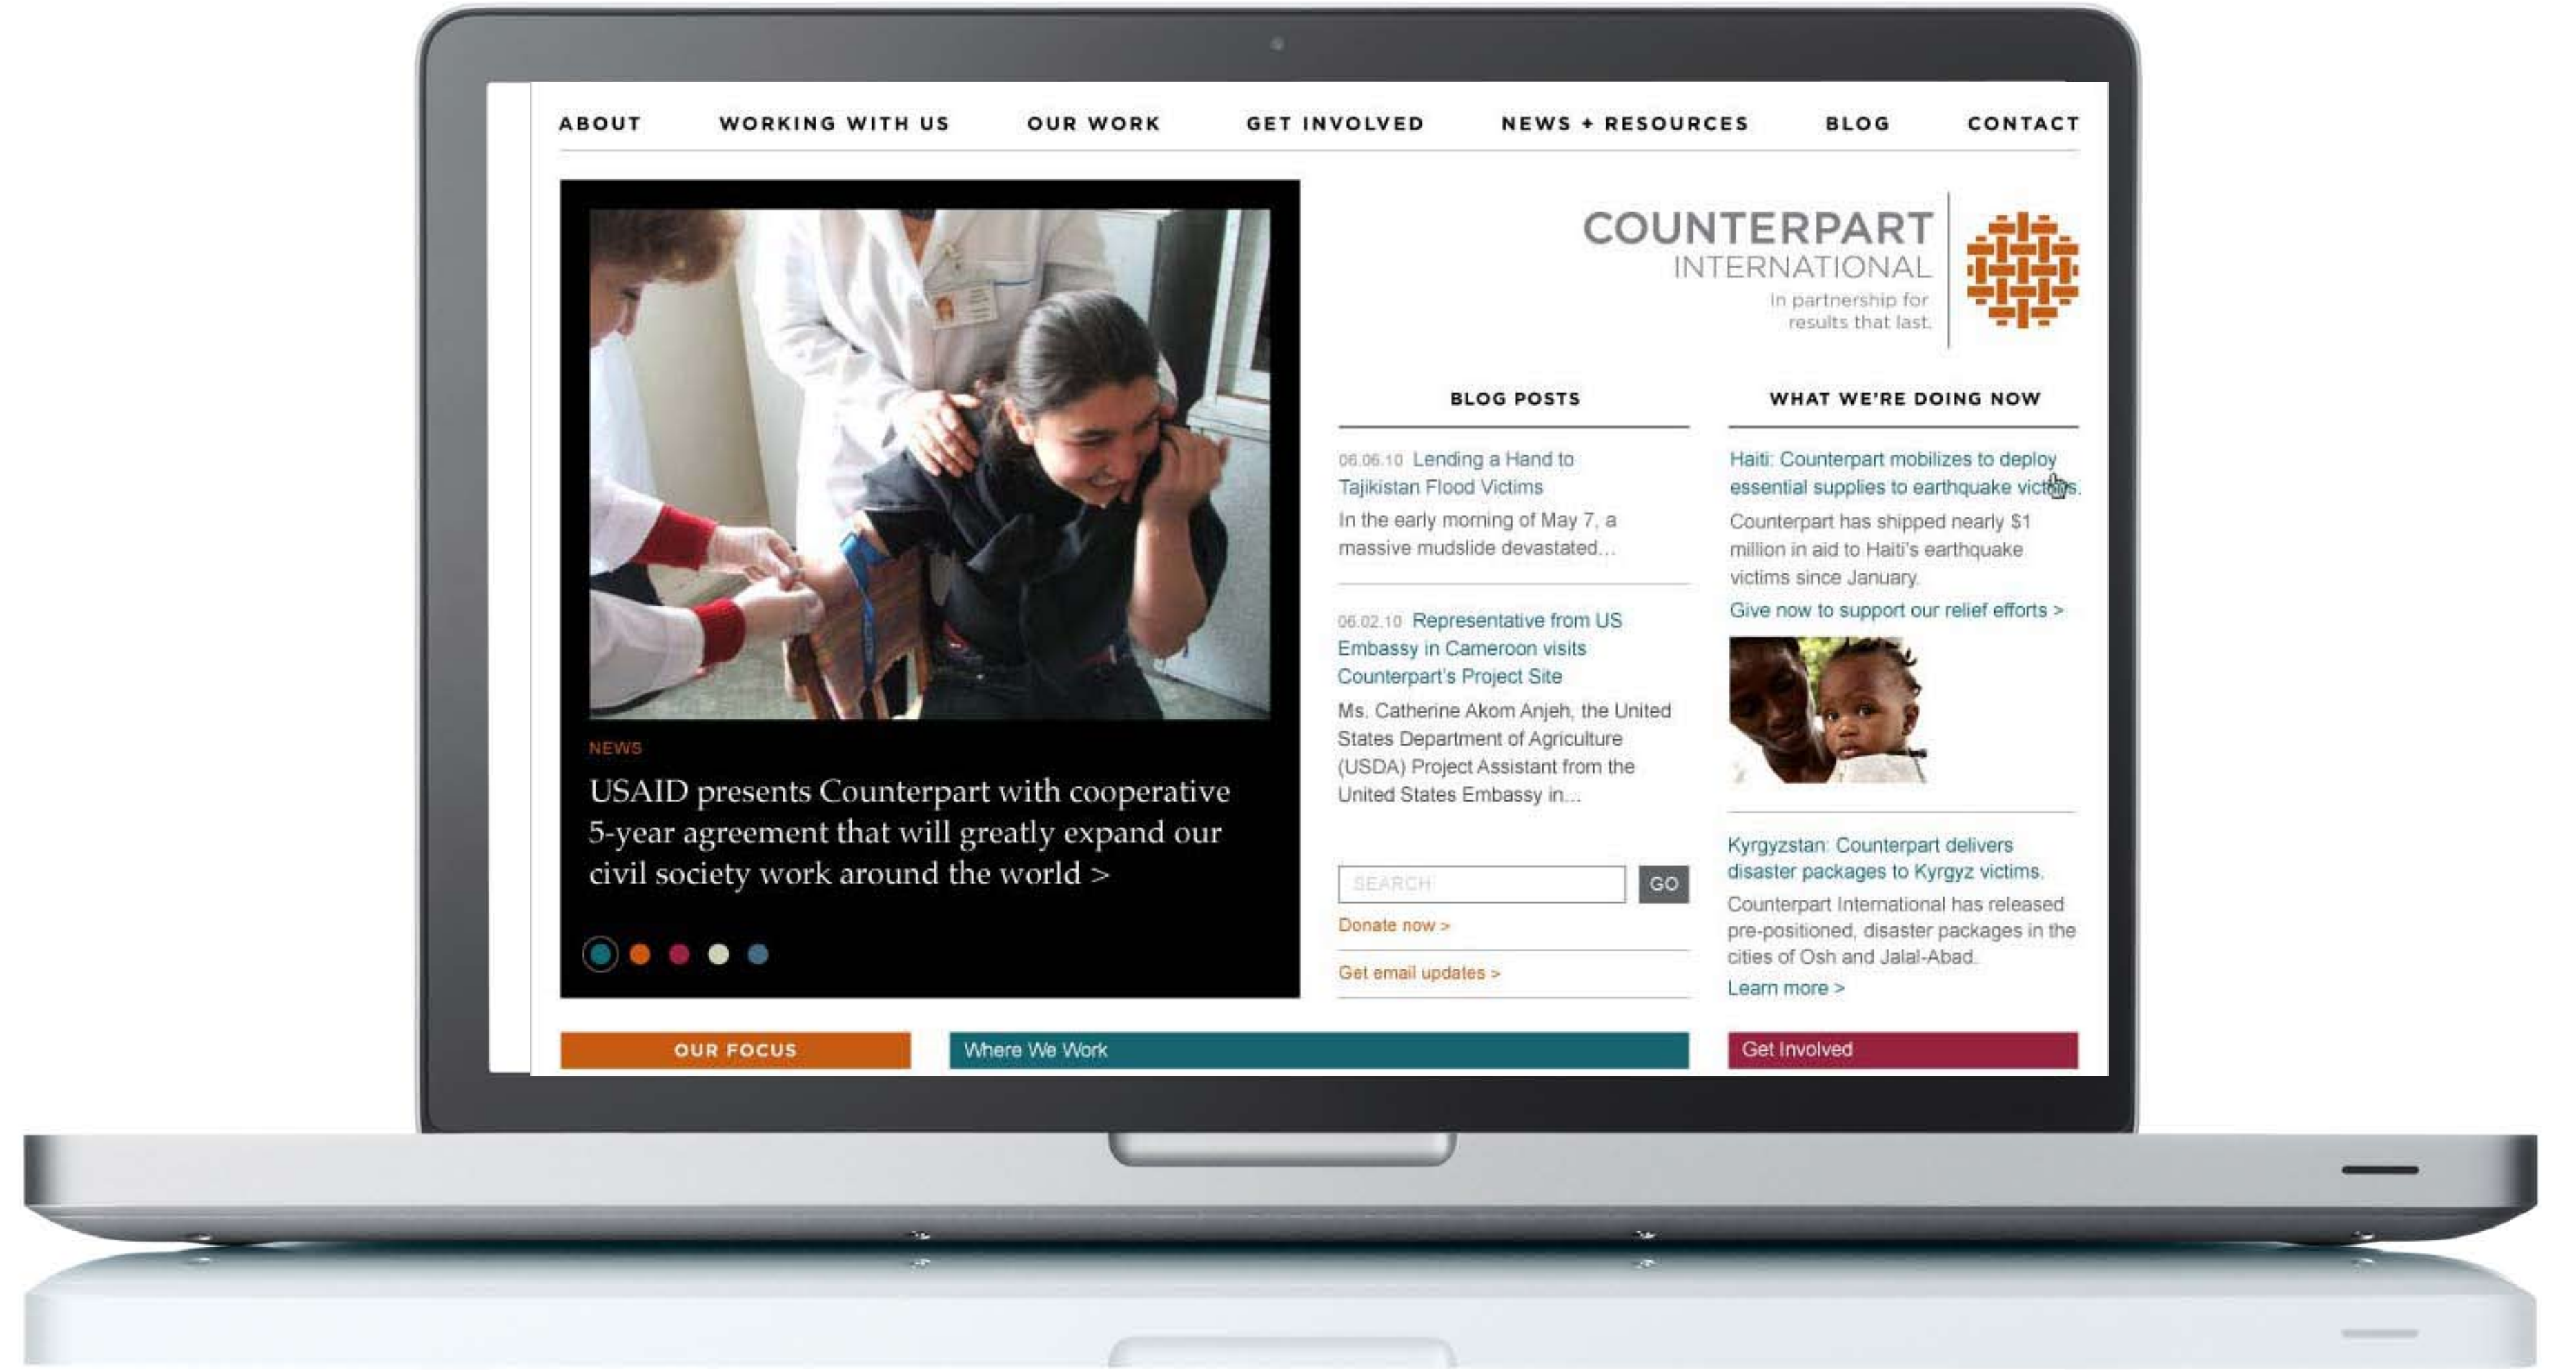 ABOUT WORKING WITH US OUR WORK GET INVOLVED NEWS + RESOURCES BLOG CONTACT
COUNTERPART
INTERNATIONAL
In partnership for
results that last.
NEWS
USAID presents Counterpart with cooperative
5-year agreement that will greatly expand our
civil society work around the world >
BLOG POSTS
06.06.10 Lending a Hand to
Tajikistan Flood Victims
In the early morning of May 7, a
massive mudslide devastated...
06.02.10 Representative from US
Embassy in Cameroon visits
Counterpart's Project Site
Ms. Catherine Akom Anjeh, the United
States Department of Agriculture
(USDA) Project Assistant from the
United States Embassy in...
SEARCH GO
Donate now >
Get email updates >
WHAT WE'RE DOING NOW
Haiti: Counterpart mobilizes to deploy
essential supplies to earthquake victims.
Counterpart has shipped nearly $1
million in aid to Haiti's earthquake
victims since January.
Give now to support our relief efforts >
Kyrgyzstan: Counterpart delivers
disaster packages to Kyrgyz victims.
Counterpart International has released
pre-positioned, disaster packages in the
cities of Osh and Jalal-Abad.
Learn more >
OUR FOCUS Where We Work Get Involved